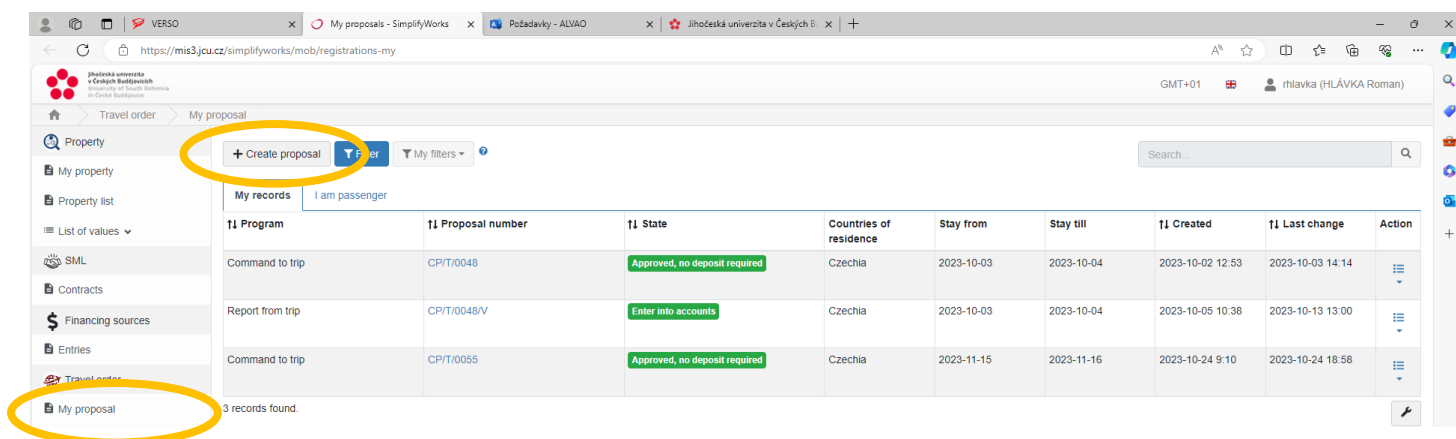 VERSO
My proposals - SimplifyWorks
Požadavky - ALVAO
Jihočeská univerzita v Českých Bu
https://mis3.jcu.cz/simplifyworks/mob/registrations-my
Jihočeská univerzita
v Českých Budějovicích
University of South Bohemia
in České Budějovice
GMT+01
rhlavka (HLÁVKA Roman)
Travel order
My proposal
Property
My property
Property list
List of values
SML
Contracts
Financing sources
Entries
Travel order
My proposal
+ Create proposal
Filter
My filters
Search...
My records
I am passenger
Program Proposal number State Countries of residence Stay from Stay till Created Last change Action
Command to trip CP/T/0048 Approved, no deposit required Czechia 2023-10-03 2023-10-04 2023-10-02 12:53 2023-10-03 14:14
Report from trip CP/T/0048/V Enter into accounts Czechia 2023-10-03 2023-10-04 2023-10-05 10:38 2023-10-13 13:00
Command to trip CP/T/0055 Approved, no deposit required Czechia 2023-11-15 2023-11-16 2023-10-24 9:10 2023-10-24 18:58
3 records found.